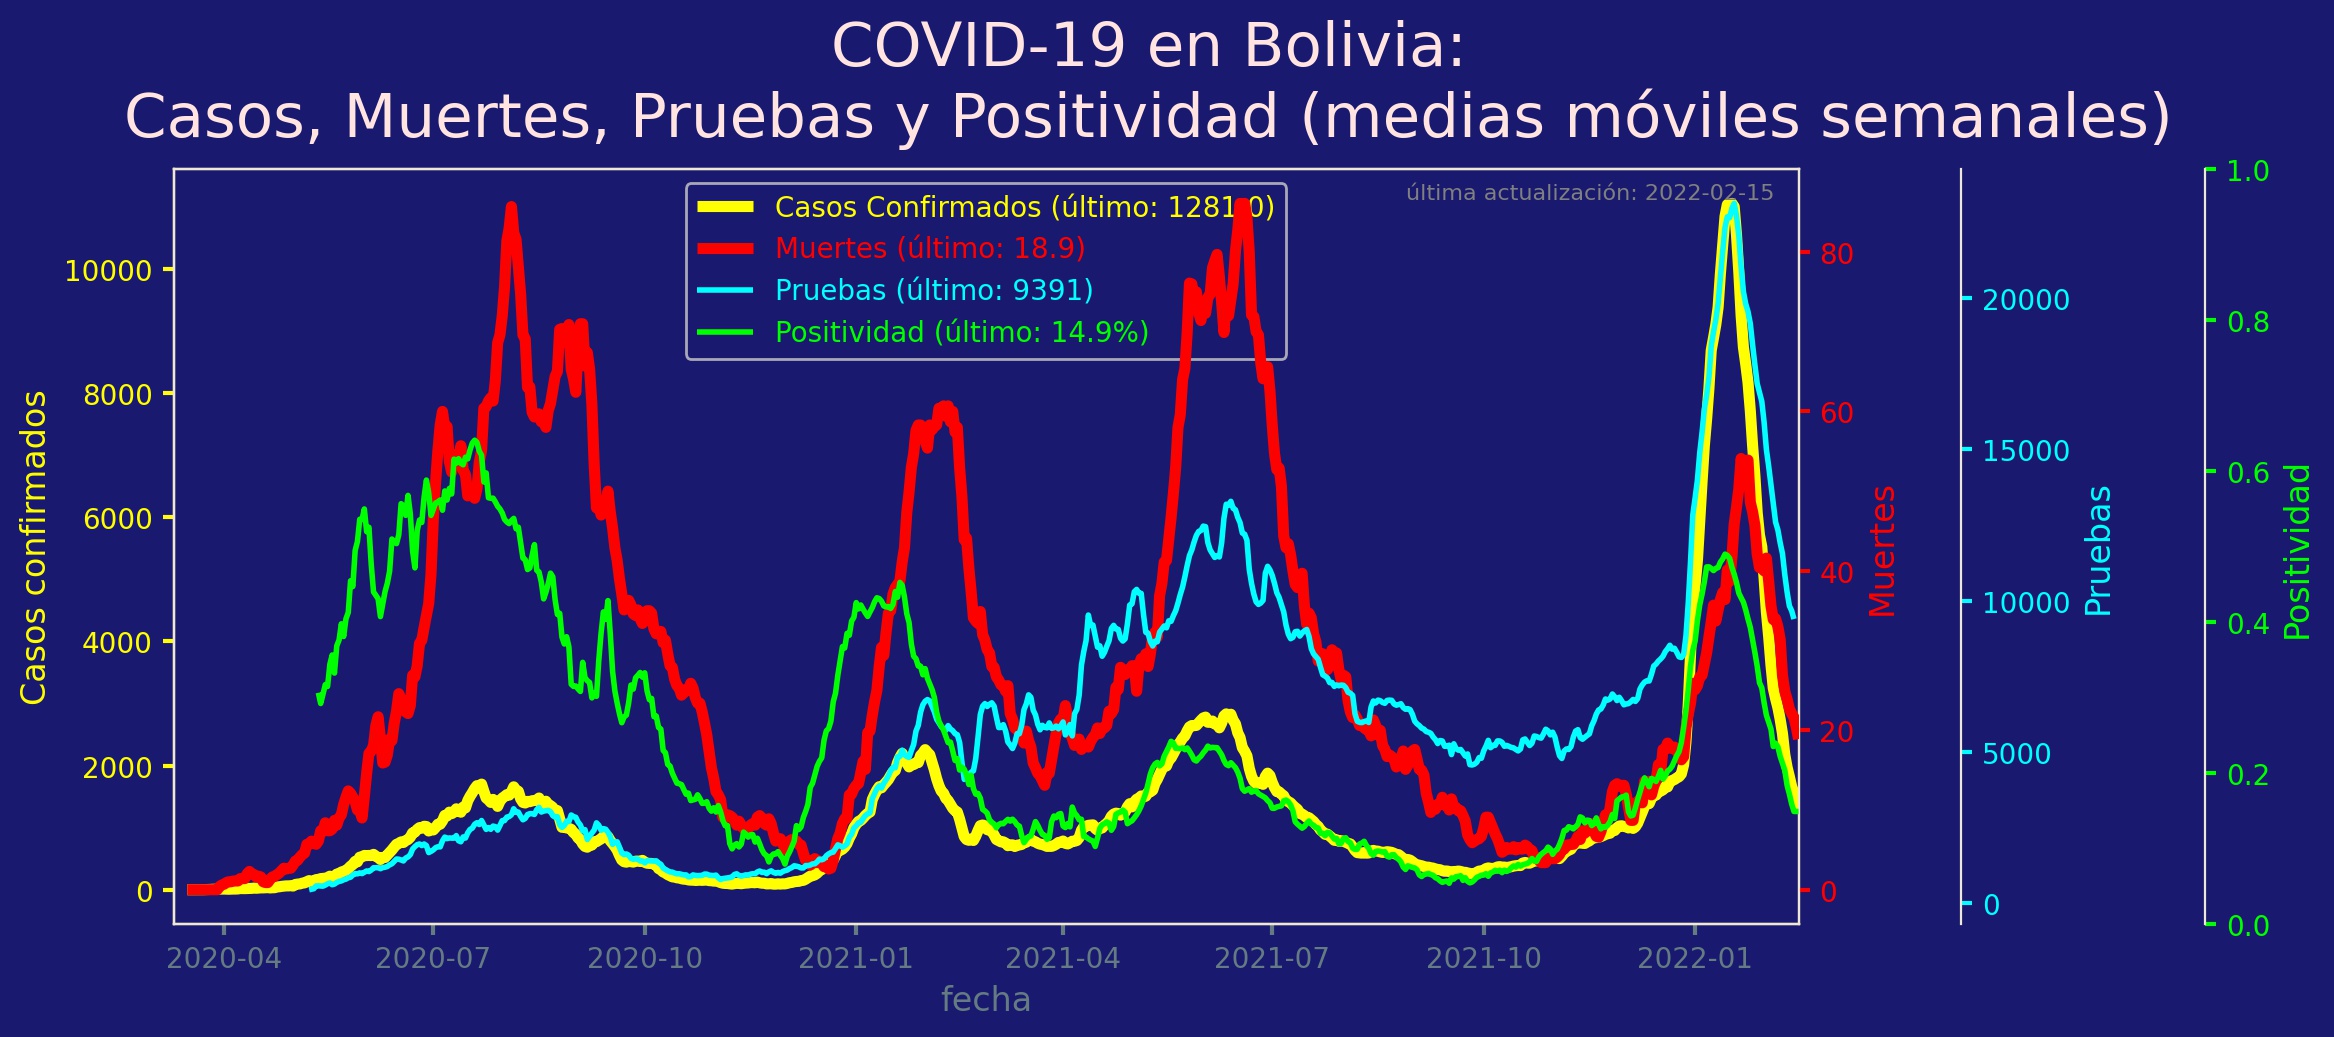 COVID-19 en Bolivia:
Casos, Muertes, Pruebas y Positividad (medias móviles semanales)
Casos Confirmados (último: 1281.0)
Muertes (último: 18.9)
Pruebas (último: 9391)
Positividad (último: 14.9%)
última actualización: 2022-02-15
Casos confirmados
10000
8000
6000
4000
2000
0
80
60
40
20
0
Muertes
20000
15000
10000
5000
0
Pruebas
1.0
0.8
0.6
0.4
0.2
0.0
Positividad
2020-04
2020-07
2020-10
2021-01
2021-04
2021-07
2021-10
2022-01
fecha